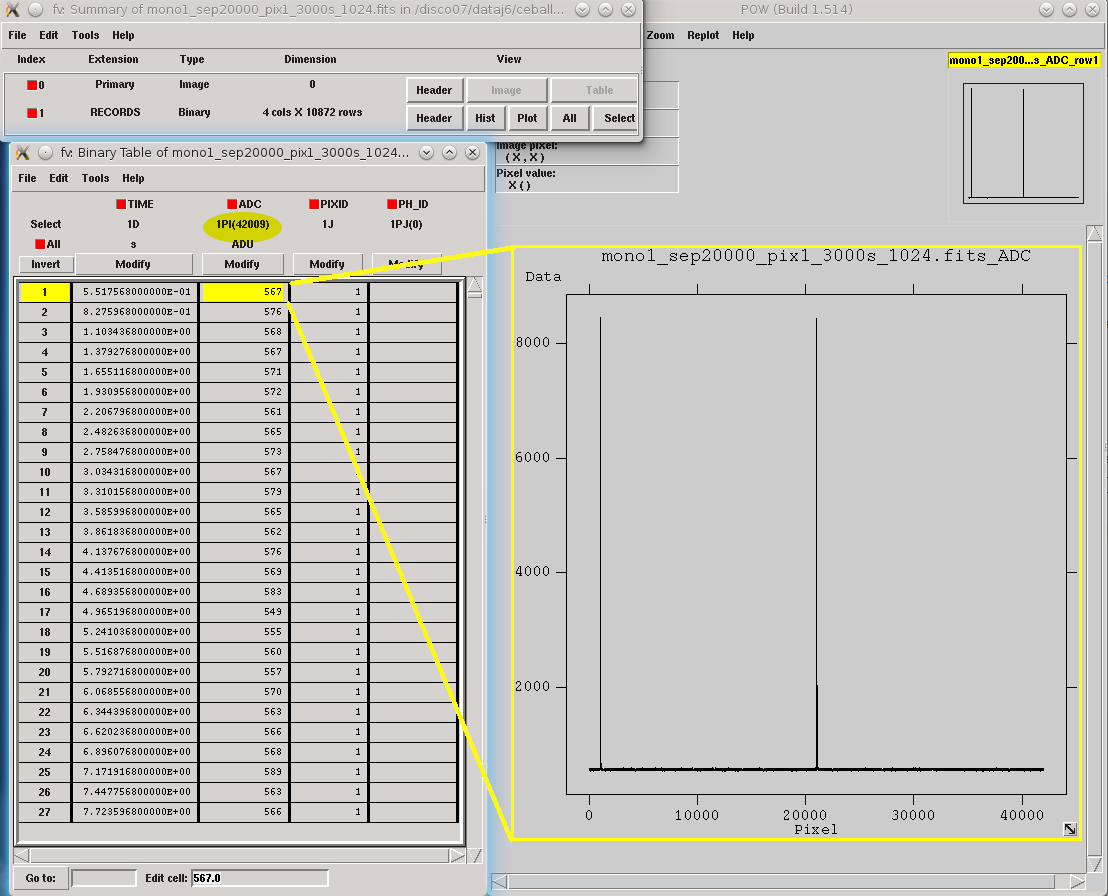 fv: Summary of mono1_sep20000_pix1_3000s_1024.fits in /disco07/dataj6/ceball...
File Edit Tools Help
Index Extension Type Dimension View
0 Primary Image 0 Header Image Table
1 RECORDS Binary 4 cols X 10872 rows Header Hist Plot All Select
POW (Build 1.514)
Zoom Replot Help
mono1_sep200...s_ADC_row1
Image pixel:
(X,X)
Pixel value:
X()
fv: Binary Table of mono1_sep20000_pix1_3000s_1024...
File Edit Tools Help
TIME ADC PIXID PH_ID
Select 1D 1PI(42009) 1J 1PJ(0)
All s ADU
Invert Modify Modify Modify Modify
1 5.517568000000E-01 567 1
2 8.275968000000E-01 576 1
3 1.103436800000E+00 568 1
4 1.379276800000E+00 567 1
5 1.655116800000E+00 571 1
6 1.930956800000E+00 572 1
7 2.206796800000E+00 561 1
8 2.482636800000E+00 565 1
9 2.758476800000E+00 573 1
10 3.034316800000E+00 567 1
11 3.310156800000E+00 579 1
12 3.585996800000E+00 565 1
13 3.861836800000E+00 562 1
14 4.137676800000E+00 576 1
15 4.413516800000E+00 569 1
16 4.689356800000E+00 583 1
17 4.965196800000E+00 549 1
18 5.241036800000E+00 555 1
19 5.516876800000E+00 560 1
20 5.792716800000E+00 557 1
21 6.068556800000E+00 570 1
22 6.344396800000E+00 563 1
23 6.620236800000E+00 566 1
24 6.896076800000E+00 568 1
25 7.171916800000E+00 589 1
26 7.447756800000E+00 563 1
27 7.723596800000E+00 566 1
Go to: Edit cell: 567.0
mono1_sep20000_pix1_3000s_1024.fits_ADC
Data
8000
6000
4000
2000
0 10000 20000 30000 40000
Pixel